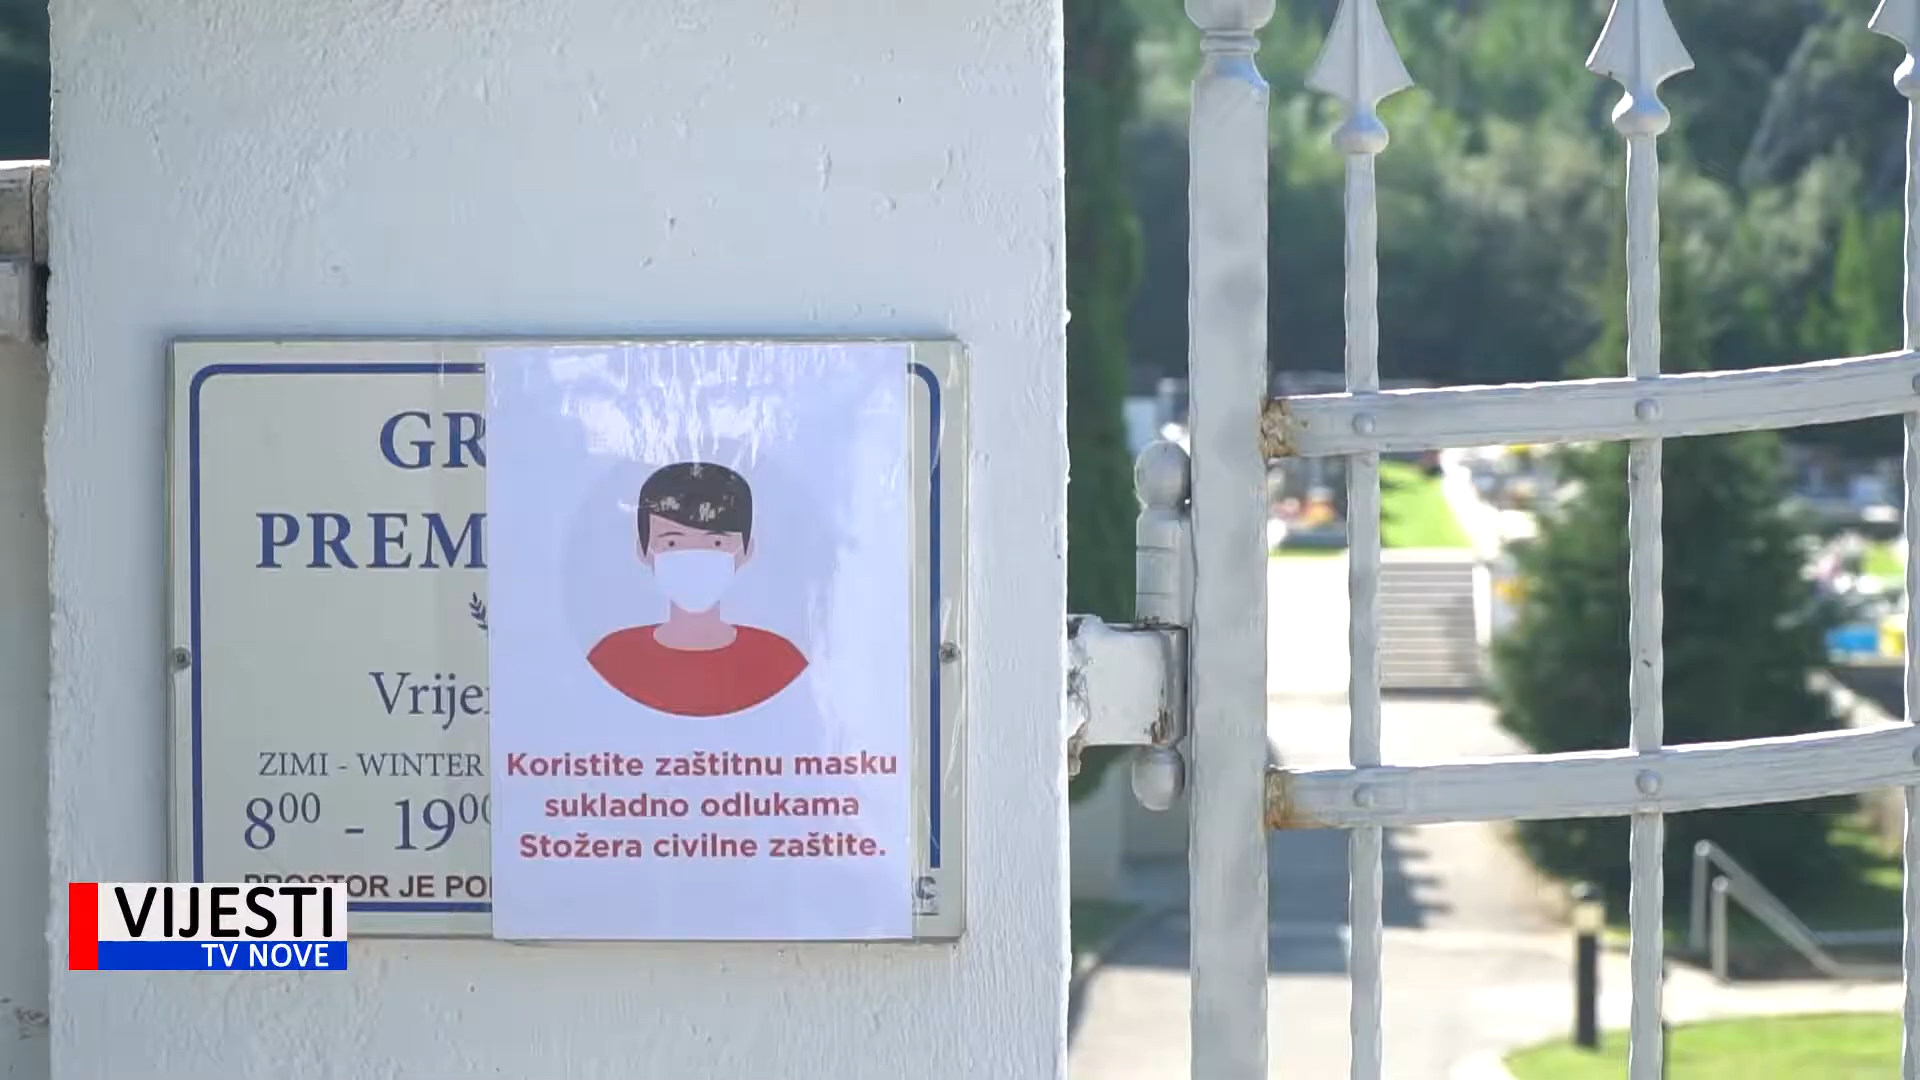 GR
PREM
Vrije
ZIMI - WINTER
8⁰⁰ - 19⁰⁰
PROSTOR JE PO
Koristite zaštitnu masku
sukladno odlukama
Stožera civilne zaštite.
VIJESTI
TV NOVE